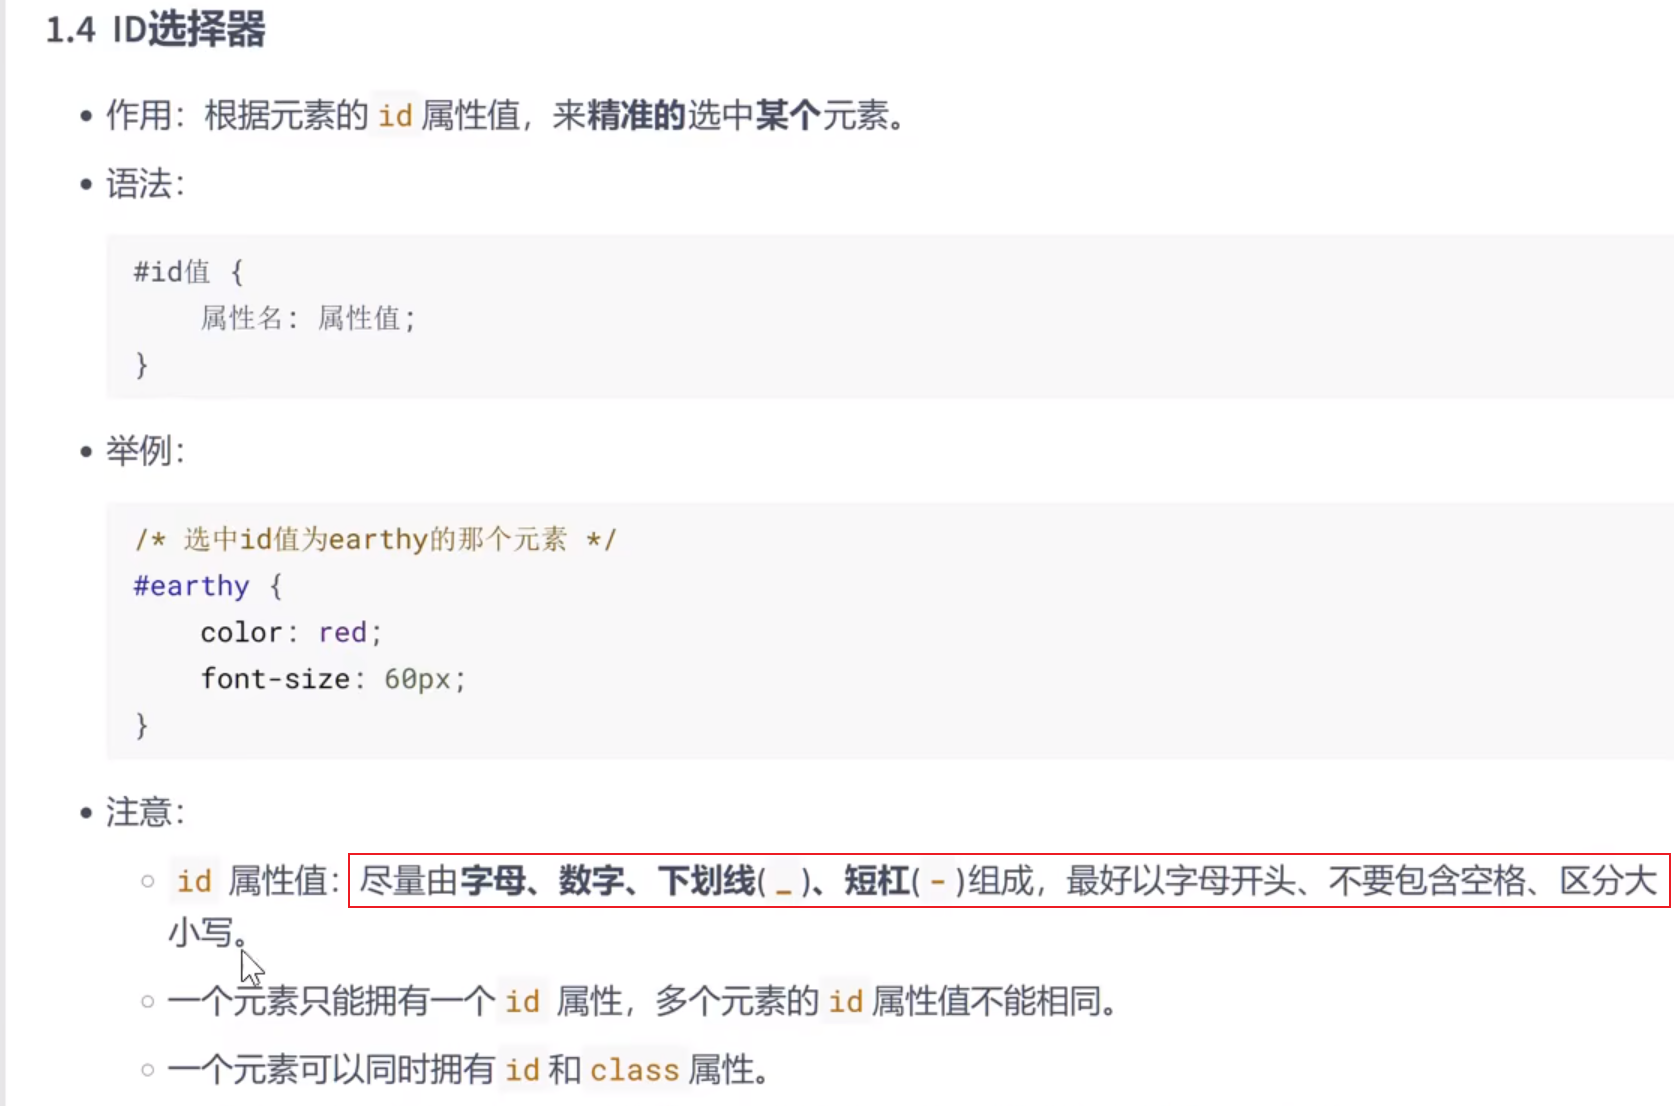 1.4 ID选择器
• 作用：根据元素的 id 属性值，来精准的选中某个元素。
• 语法：
#id值 {
    属性名: 属性值;
}
• 举例：
/* 选中id值为earthy的那个元素 */
#earthy {
    color: red;
    font-size: 60px;
}
• 注意：
○ id 属性值：尽量由字母、数字、下划线( _ )、短杠( - )组成，最好以字母开头、不要包含空格、区分大
小写。
○ 一个元素只能拥有一个 id 属性，多个元素的 id 属性值不能相同。
○ 一个元素可以同时拥有 id 和 class 属性。